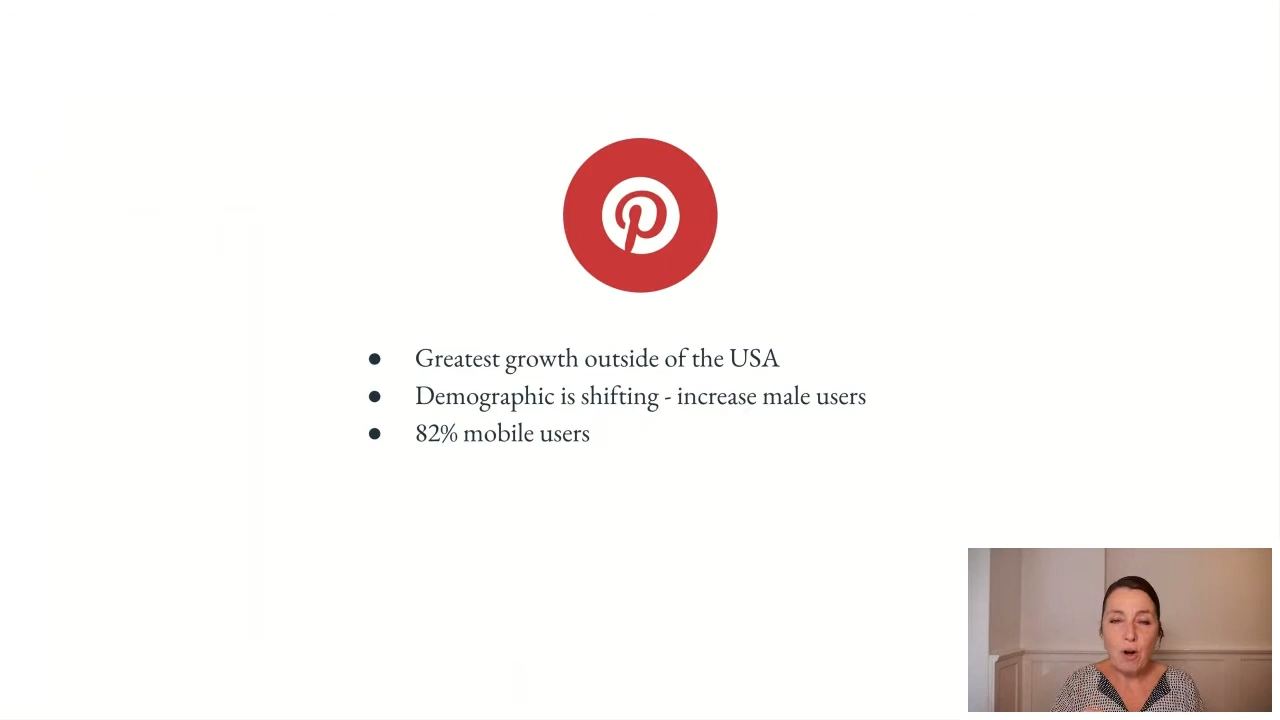 ● Greatest growth outside of the USA
● Demographic is shifting - increase male users
● 82% mobile users